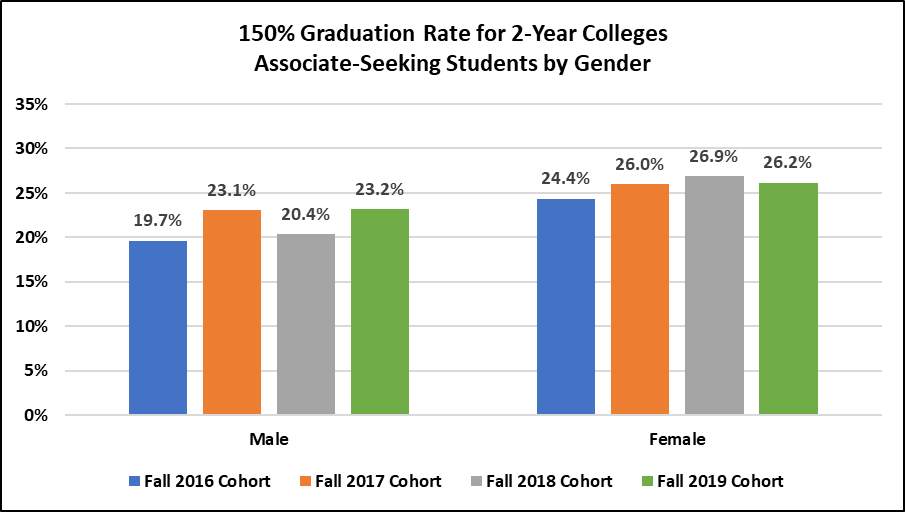 150% Graduation Rate for 2-Year Colleges
Associate-Seeking Students by Gender
35%
30%
25%
20%
15%
10%
5%
0%
19.7%
23.1%
20.4%
23.2%
24.4%
26.0%
26.9%
26.2%
Male
Female
Fall 2016 Cohort
Fall 2017 Cohort
Fall 2018 Cohort
Fall 2019 Cohort